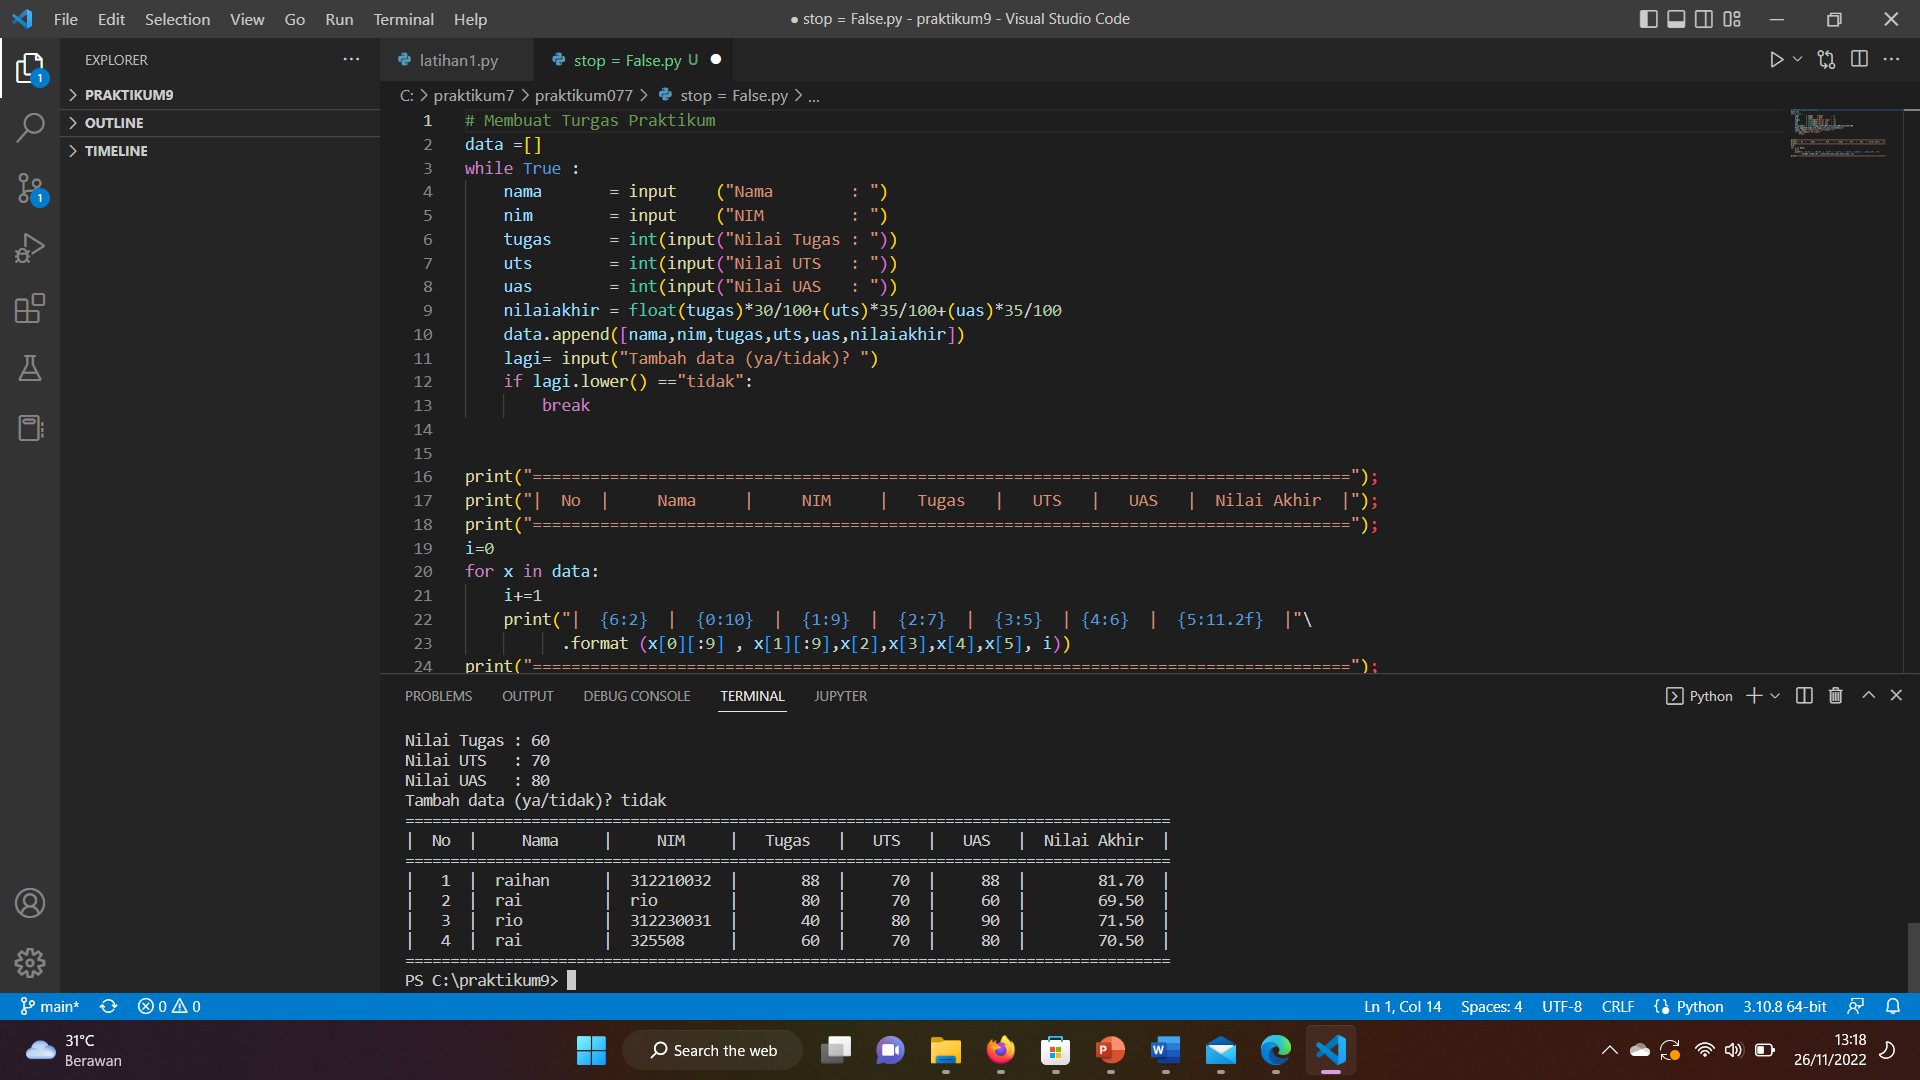 File Edit Selection View Go Run Terminal Help
● stop = False.py - praktikum9 - Visual Studio Code
EXPLORER
PRAKTIKUM9
OUTLINE
TIMELINE
1
1
latihan1.py
stop = False.py U
C: > praktikum7 > praktikum077 > stop = False.py > ...
1 # Membuat Turgas Praktikum
2 data =[]
3 while True :
4     nama       = input    ("Nama        : ")
5     nim        = input    ("NIM         : ")
6     tugas      = int(input("Nilai Tugas : "))
7     uts        = int(input("Nilai UTS   : "))
8     uas        = int(input("Nilai UAS   : "))
9     nilaiakhir = float(tugas)*30/100+(uts)*35/100+(uas)*35/100
10     data.append([nama,nim,tugas,uts,uas,nilaiakhir])
11     lagi= input("Tambah data (ya/tidak)? ")
12     if lagi.lower() =="tidak":
13         break
14
15
16 print("=====================================================================================");
17 print("|  No  |     Nama     |     NIM     |   Tugas   |   UTS   |   UAS   |  Nilai Akhir  |");
18 print("=====================================================================================");
19 i=0
20 for x in data:
21     i+=1
22     print("|  {6:2}  |  {0:10}  |  {1:9}  |  {2:7}  |  {3:5}  | {4:6}  |  {5:11.2f}  |"\
23           .format (x[0][:9] , x[1][:9],x[2],x[3],x[4],x[5], i))
24 print("=====================================================================================");
PROBLEMS OUTPUT DEBUG CONSOLE TERMINAL JUPYTER
Python
Nilai Tugas : 60
Nilai UTS   : 70
Nilai UAS   : 80
Tambah data (ya/tidak)? tidak
=====================================================================================
|  No  |     Nama     |     NIM     |   Tugas   |   UTS   |   UAS   |  Nilai Akhir  |
=====================================================================================
|   1  |  raihan      |  312210032  |       88  |     70  |     88  |        81.70  |
|   2  |  rai         |  rio        |       80  |     70  |     60  |        69.50  |
|   3  |  rio         |  312230031  |       40  |     80  |     90  |        71.50  |
|   4  |  rai         |  325508     |       60  |     70  |     80  |        70.50  |
=====================================================================================
PS C:\praktikum9>
main* 0 0
Ln 1, Col 14 Spaces: 4 UTF-8 CRLF Python 3.10.8 64-bit
31°C
Berawan
Search the web
13:18
26/11/2022